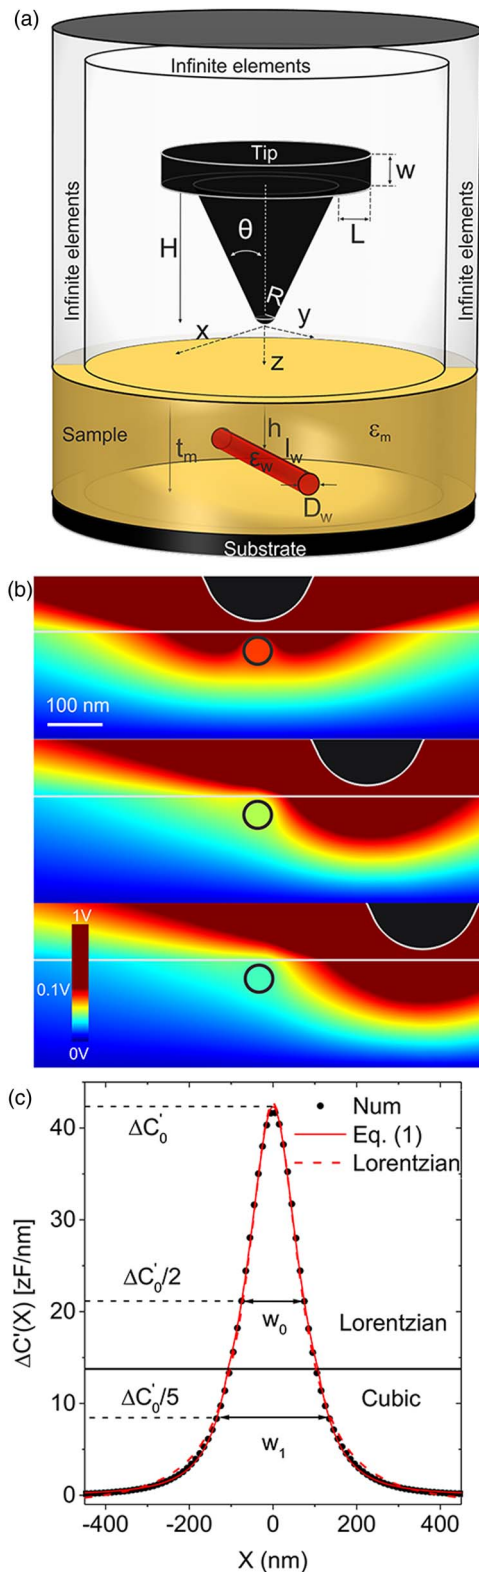 (a)
Infinite elements
Infinite elements
Infinite elements
Tip
w
L
H
θ
R
x
y
z
Sample
t_m
h
l_w
ε_w
ε_m
D_w
Substrate
(b)
100 nm
1V
0.1V
0V
(c)
40
30
20
10
0
ΔC'(X) [zF/nm]
ΔC'_0
Num
Eq. (1)
Lorentzian
ΔC'_0/2
w_0
Lorentzian
ΔC'_0/5
Cubic
w_1
-400 -200 0 200 400
X (nm)